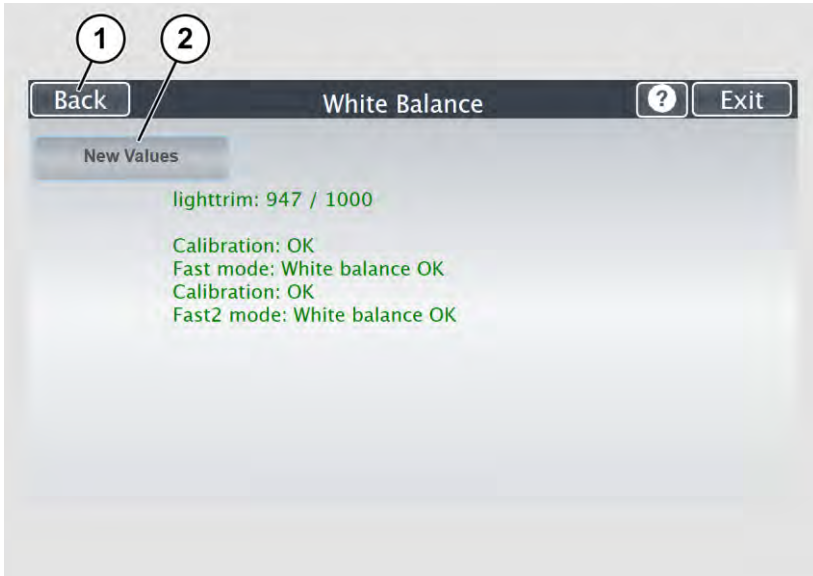 1 2
Back White Balance ? Exit
New Values
lighttrim: 947 / 1000
Calibration: OK
Fast mode: White balance OK
Calibration: OK
Fast2 mode: White balance OK